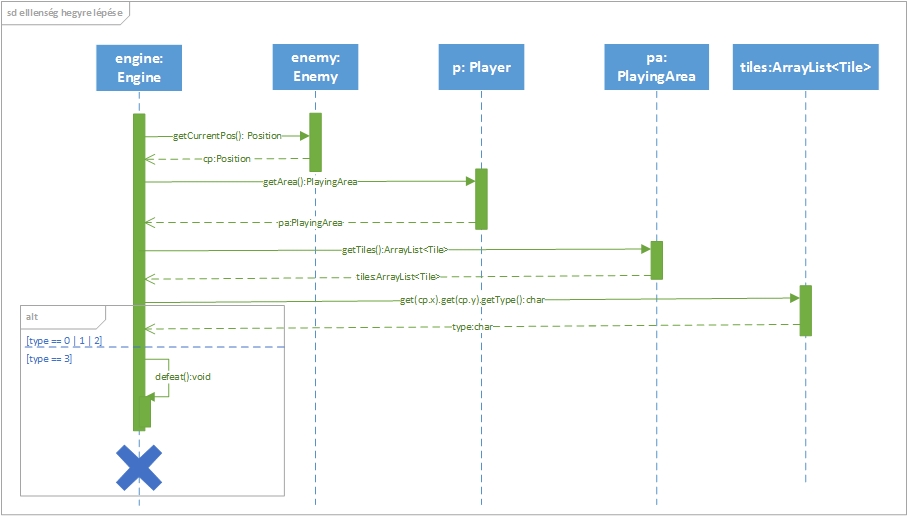 sd elllenség hegyre lépése
engine:
Engine
enemy:
Enemy
p: Player
pa:
PlayingArea
tiles:ArrayList<Tile>
getCurrentPos(): Position
cp:Position
getArea():PlayingArea
pa:PlayingArea
getTiles():ArrayList<Tile>
tiles:ArrayList<Tile>
get(cp.x).get(cp.y).getType(): char
type:char
alt
[type == 0 | 1 | 2]
[type == 3]
defeat():void